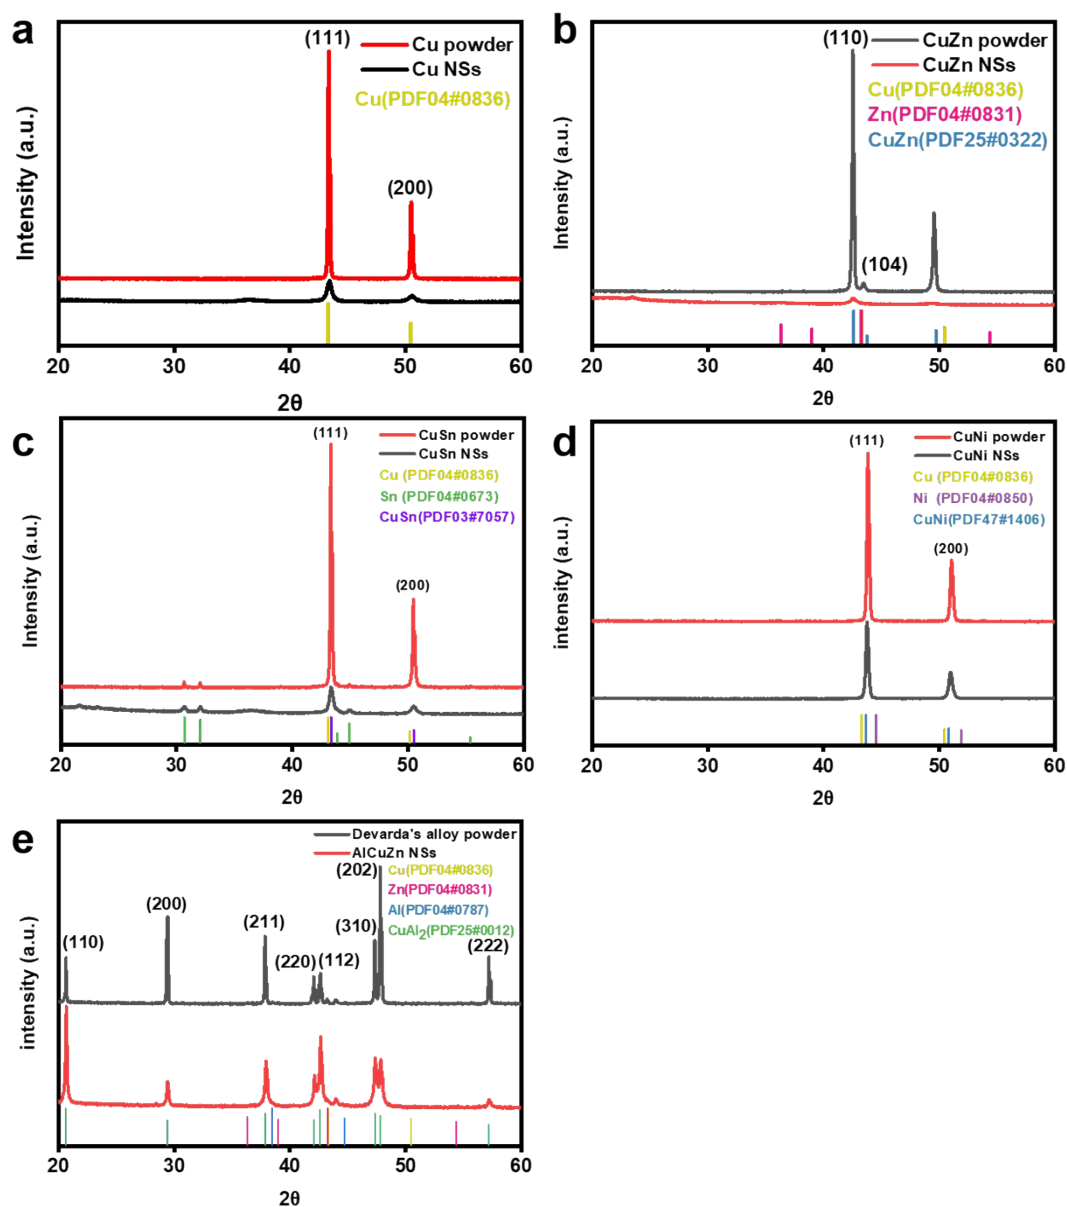 a
(111)
Cu powder
Cu NSs
Cu(PDF04#0836)
(200)
Intensity (a.u.)
20 30 40 50 60
2θ
b
(110)
CuZn powder
CuZn NSs
Cu(PDF04#0836)
Zn(PDF04#0831)
CuZn(PDF25#0322)
(104)
Intensity (a.u.)
20 30 40 50 60
2θ
c
(111)
CuSn powder
CuSn NSs
Cu (PDF04#0836)
Sn (PDF04#0673)
CuSn(PDF03#7057)
(200)
Intensity (a.u.)
20 30 40 50 60
2θ
d
(111)
CuNi powder
CuNi NSs
Cu (PDF04#0836)
Ni (PDF04#0850)
CuNi(PDF47#1406)
(200)
intensity (a.u.)
20 30 40 50 60
2θ
e
Devarda's alloy powder
AlCuZn NSs
(202)
Cu(PDF04#0836)
Zn(PDF04#0831)
Al(PDF04#0787)
CuAl2(PDF25#0012)
(110)
(200)
(211)
(220)
(112)
(310)
(222)
intensity (a.u.)
20 30 40 50 60
2θ